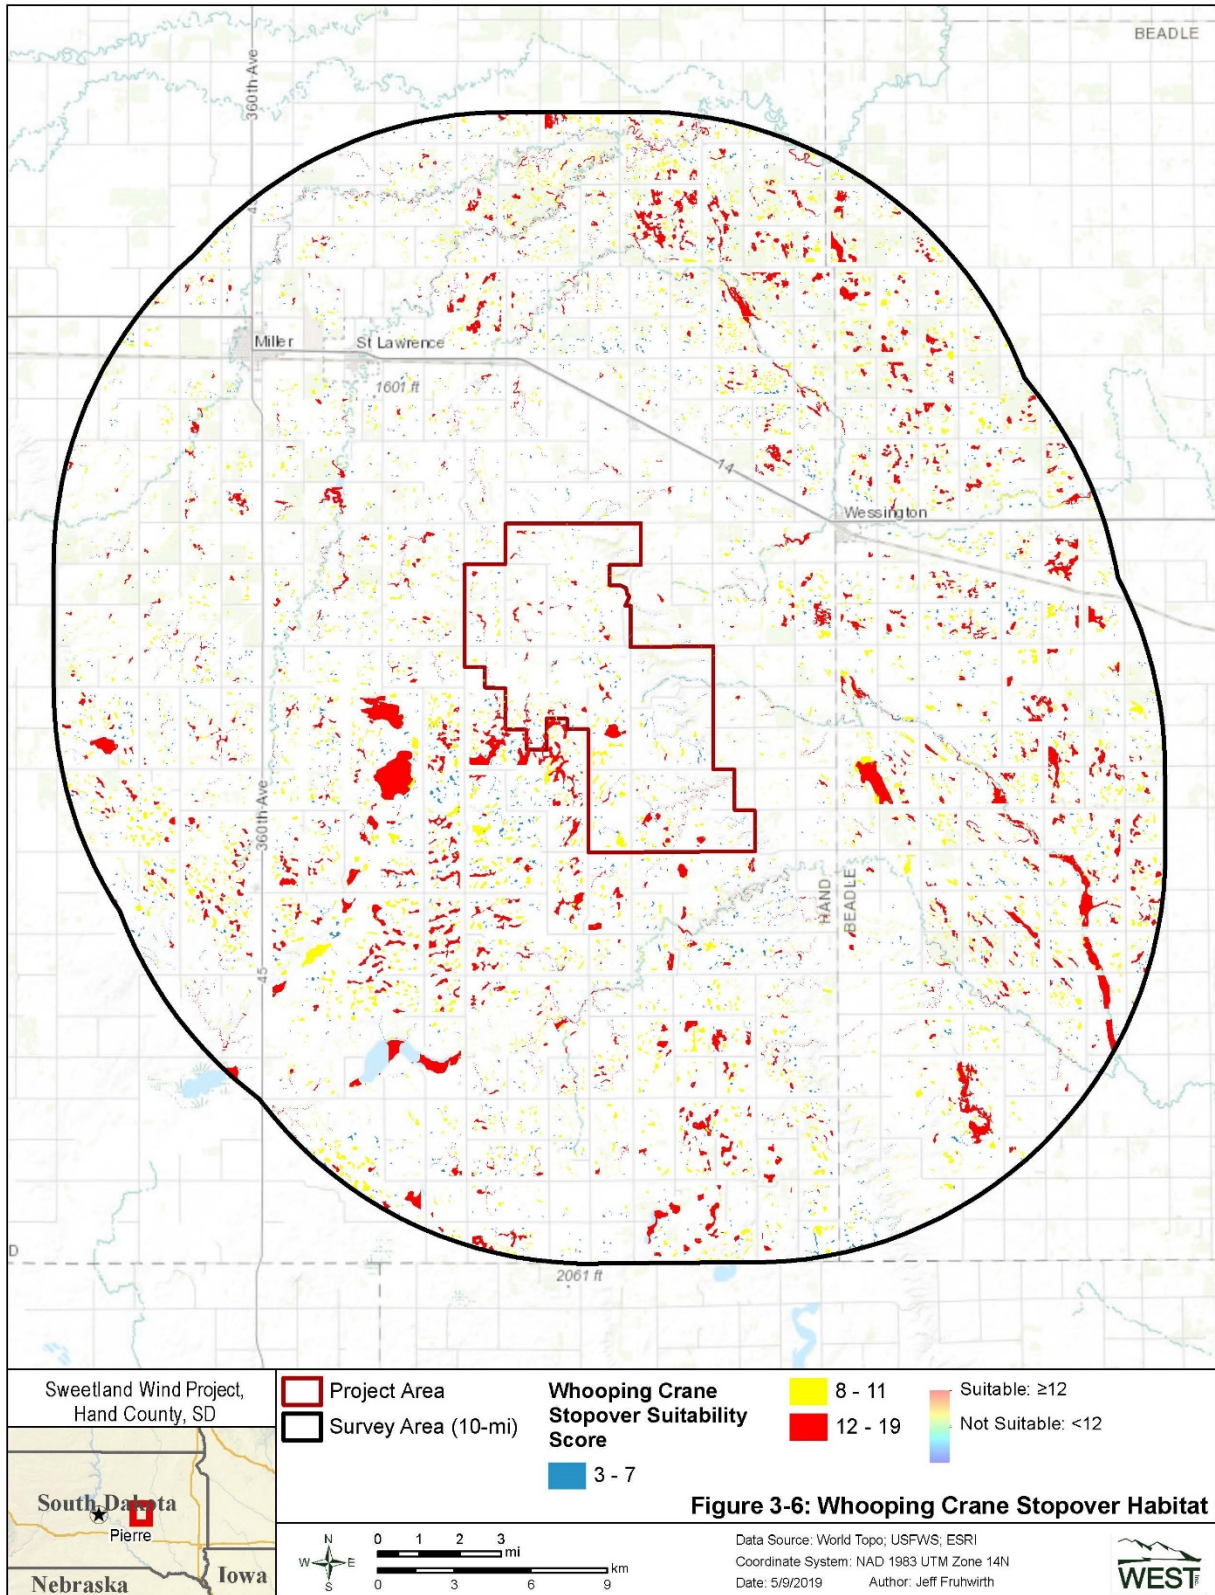 BEADLE
360th-Ave
4
Miller
St Lawrence
1601 ft
14
Wessington
360th-Ave
HAND
BEADLE
45
D
2061 ft
Sweetland Wind Project,
Hand County, SD
South Dakota
Pierre
Nebraska
Iowa
Project Area
Survey Area (10-mi)
Whooping Crane
Stopover Suitability
Score
3 - 7
8 - 11
12 - 19
Suitable: ≥12
Not Suitable: <12
Figure 3-6: Whooping Crane Stopover Habitat
N
W E
S
0 1 2 3
mi
km
0 3 6 9
Data Source: World Topo; USFWS; ESRI
Coordinate System: NAD 1983 UTM Zone 14N
Date: 5/9/2019 Author: Jeff Fruhwirth
WEST Inc.